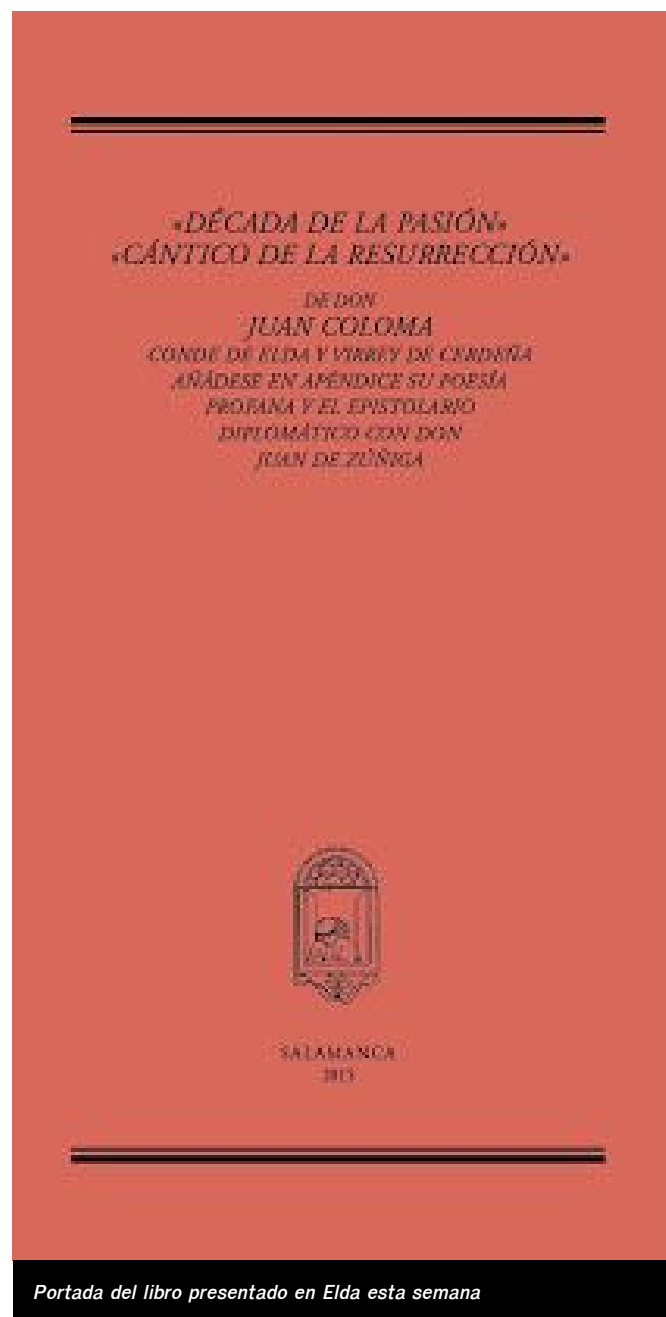 «DÉCADA DE LA PASIÓN»
«CÁNTICO DE LA RESURRECCIÓN»
DE DON
JUAN COLOMA
CONDE DE ELDA Y VIRREY DE CERDEÑA
AÑÁDESE EN APÉNDICE SU POESÍA
PROFANA Y EL EPISTOLARIO
DIPLOMÁTICO CON DON
JUAN DE ZÚÑIGA
SALAMANCA
Portada del libro presentado en Elda esta semana